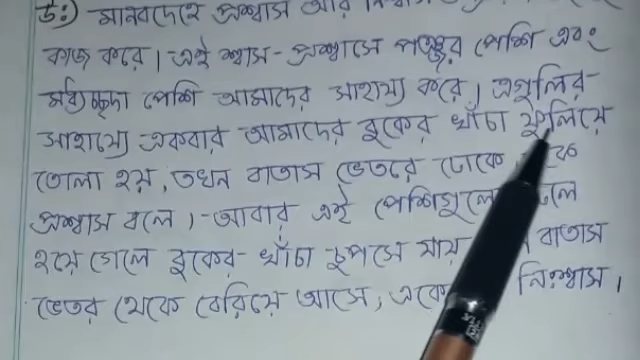 উঃ) মানবদেহে প্রশ্বাস আর
কাজ করে। এই শ্বাস-প্রশ্বাসে পঞ্জর পেশি এবং
মধ্যচ্ছদা পেশি আমাদের সাহায্য করে। এগুলির
সাহায্যে একবার আমাদের বুকের খাঁচা ফুলিয়ে
তোলা হয়, তখন বাতাস ভেতরে ঢোকে
প্রশ্বাস বলে। আবার এই পেশিগুলো
হয়ে গেলে বুকের খাঁচা চুপসে যায় বাতাস
ভেতর থেকে বেরিয়ে আসে, একে নিঃশ্বাস।